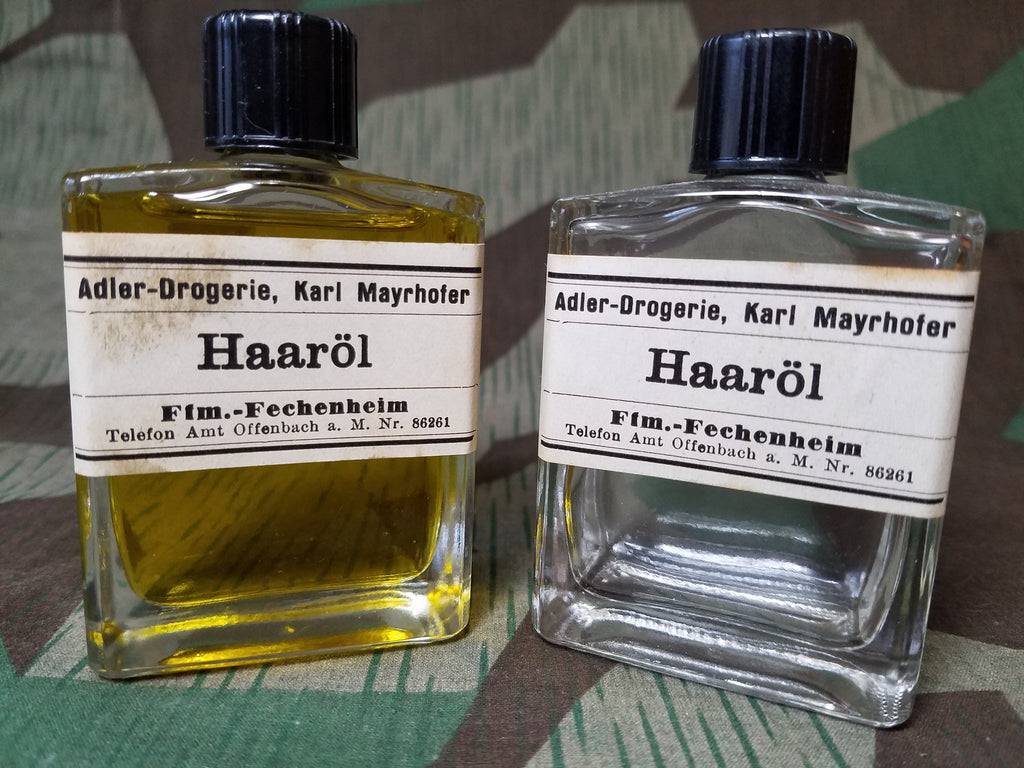 Adler-Drogerie, Karl Mayrhofer
Haaröl
Ffm.-Fechenheim
Telefon Amt Offenbach a. M. Nr. 86261
Adler-Drogerie, Karl Mayrhofer
Haaröl
Ffm.-Fechenheim
Telefon Amt Offenbach a. M. Nr. 86261